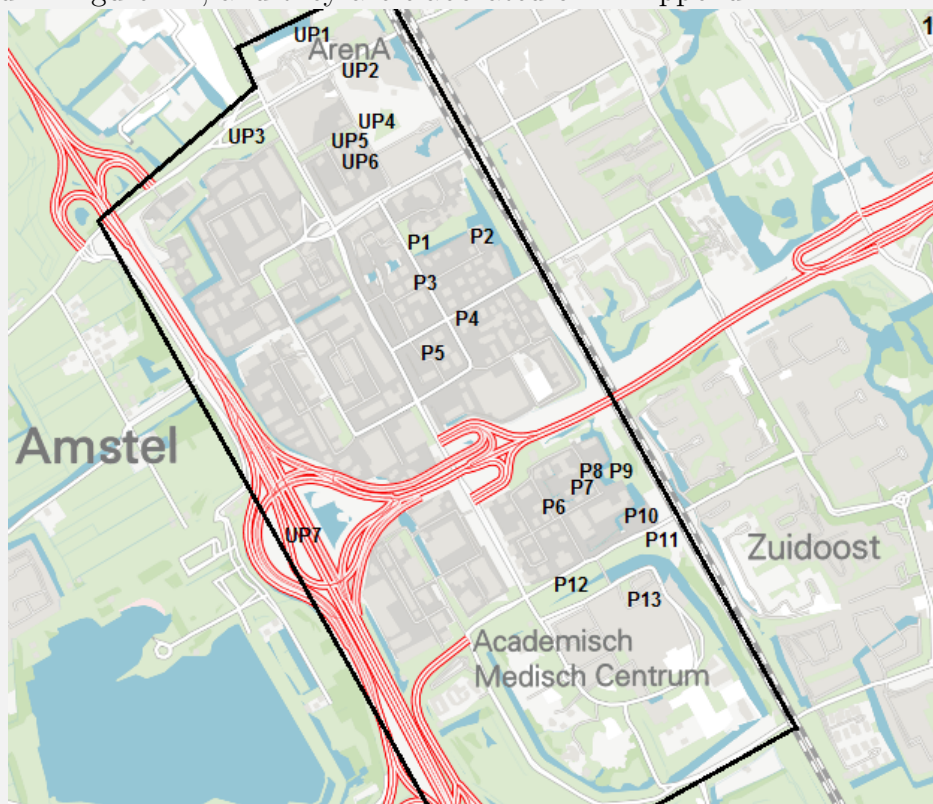 UP1
ArenA
UP2
UP4
UP3
UP5
UP6
P1
P2
P3
P4
P5
Amstel
P8 P9
P7
P6
P10
UP7
P11
Zuidoost
P12
P13
Academisch
Medisch Centrum